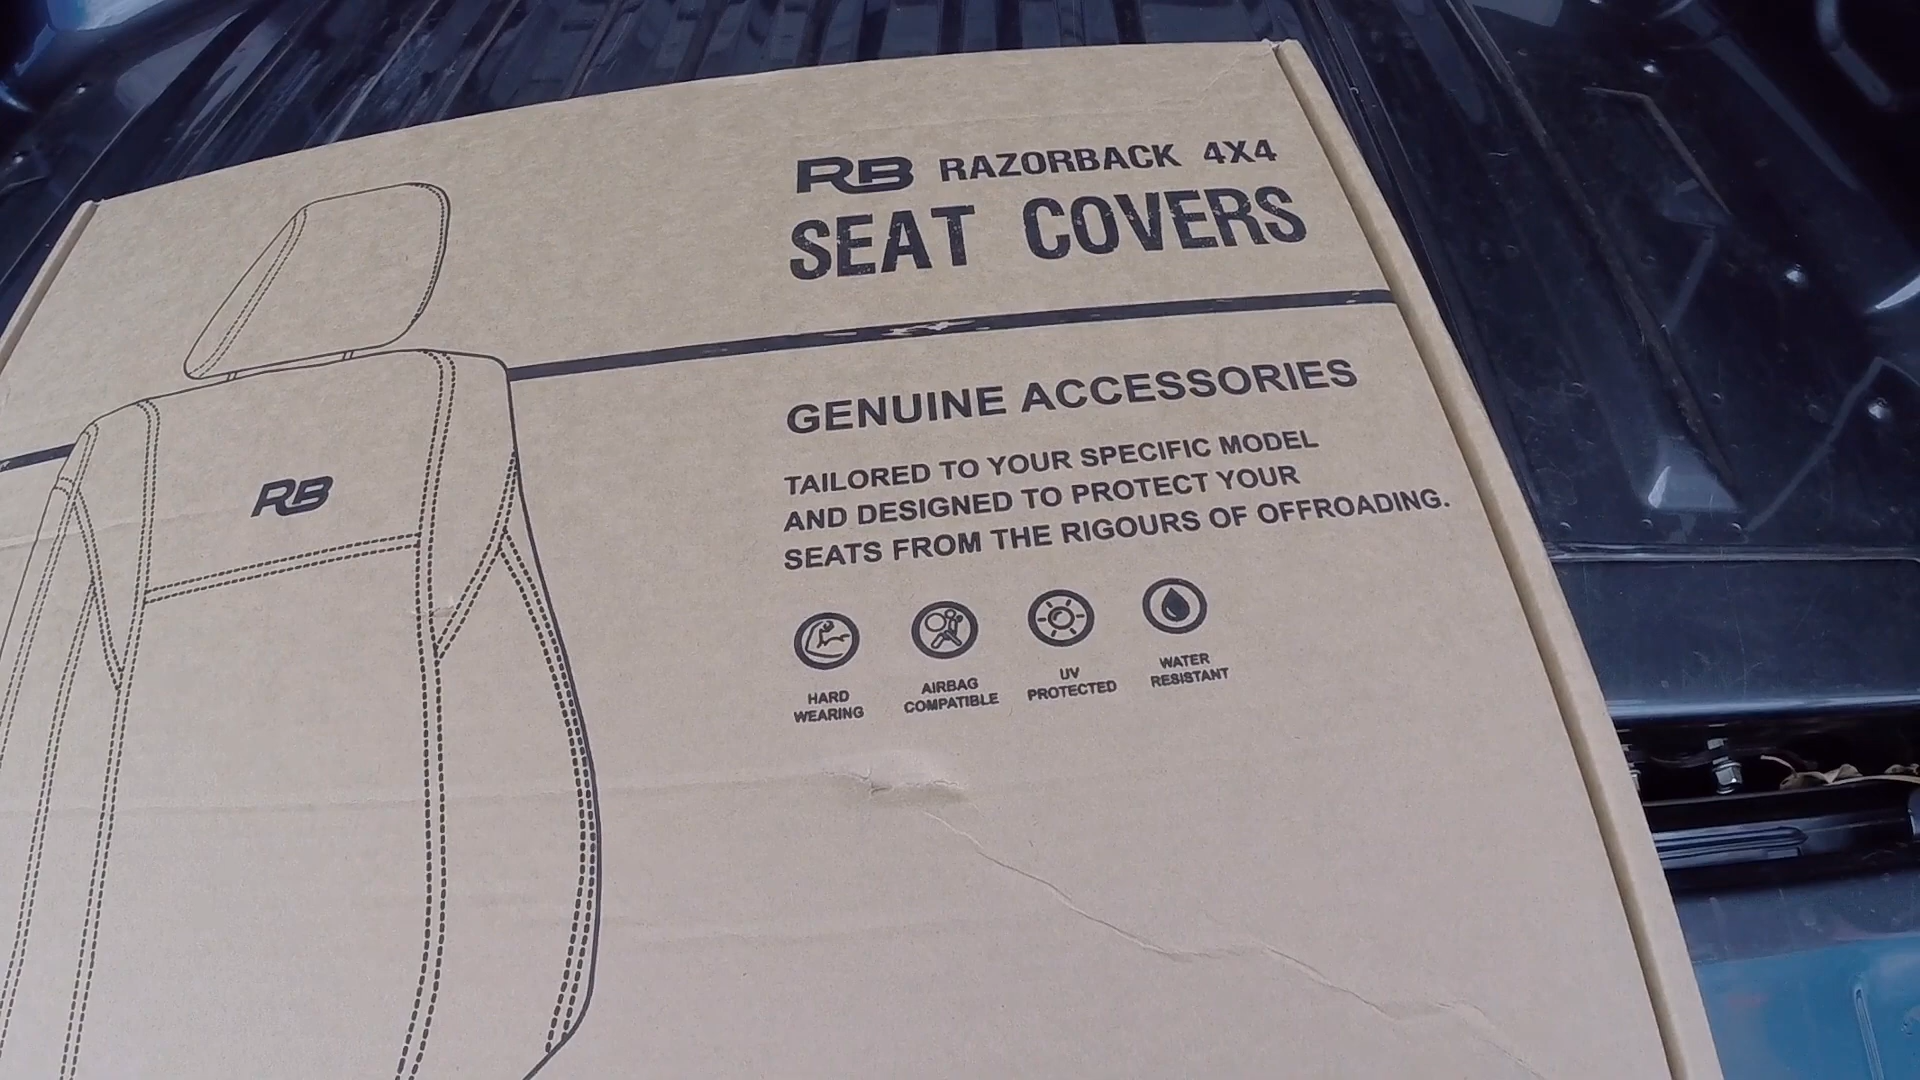 RB RAZORBACK 4X4
SEAT COVERS
GENUINE ACCESSORIES
TAILORED TO YOUR SPECIFIC MODEL
AND DESIGNED TO PROTECT YOUR
SEATS FROM THE RIGOURS OF OFFROADING.
HARD
WEARING
AIRBAG
COMPATIBLE
UV
PROTECTED
WATER
RESISTANT
RB